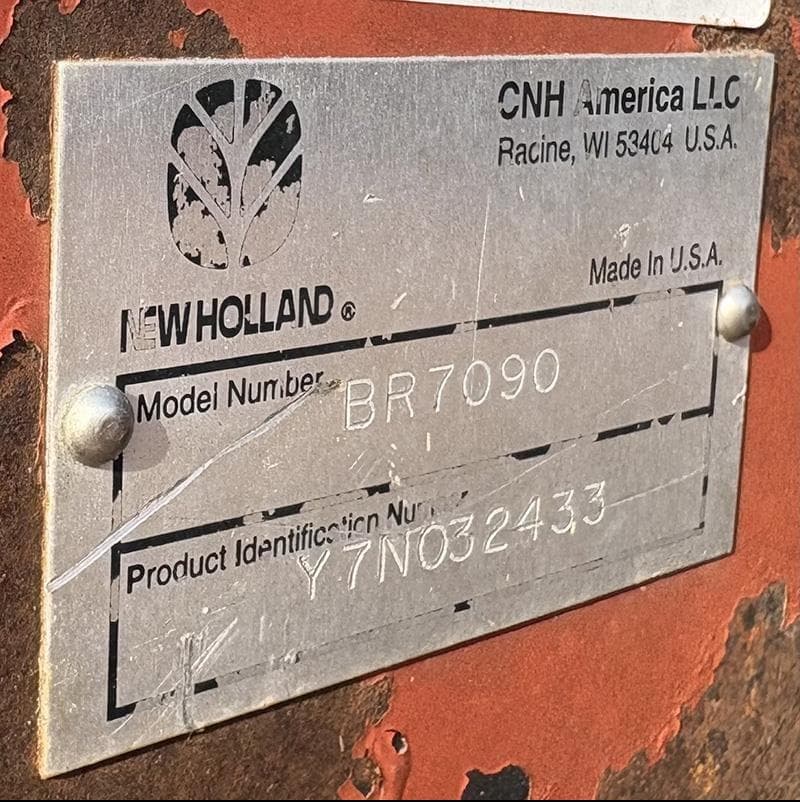 CNH America LLC
Racine, WI 53404 U.S.A.
Made In U.S.A.
NEW HOLLAND ®
Model Number BR7090
Product Identification Number
Y7N032433